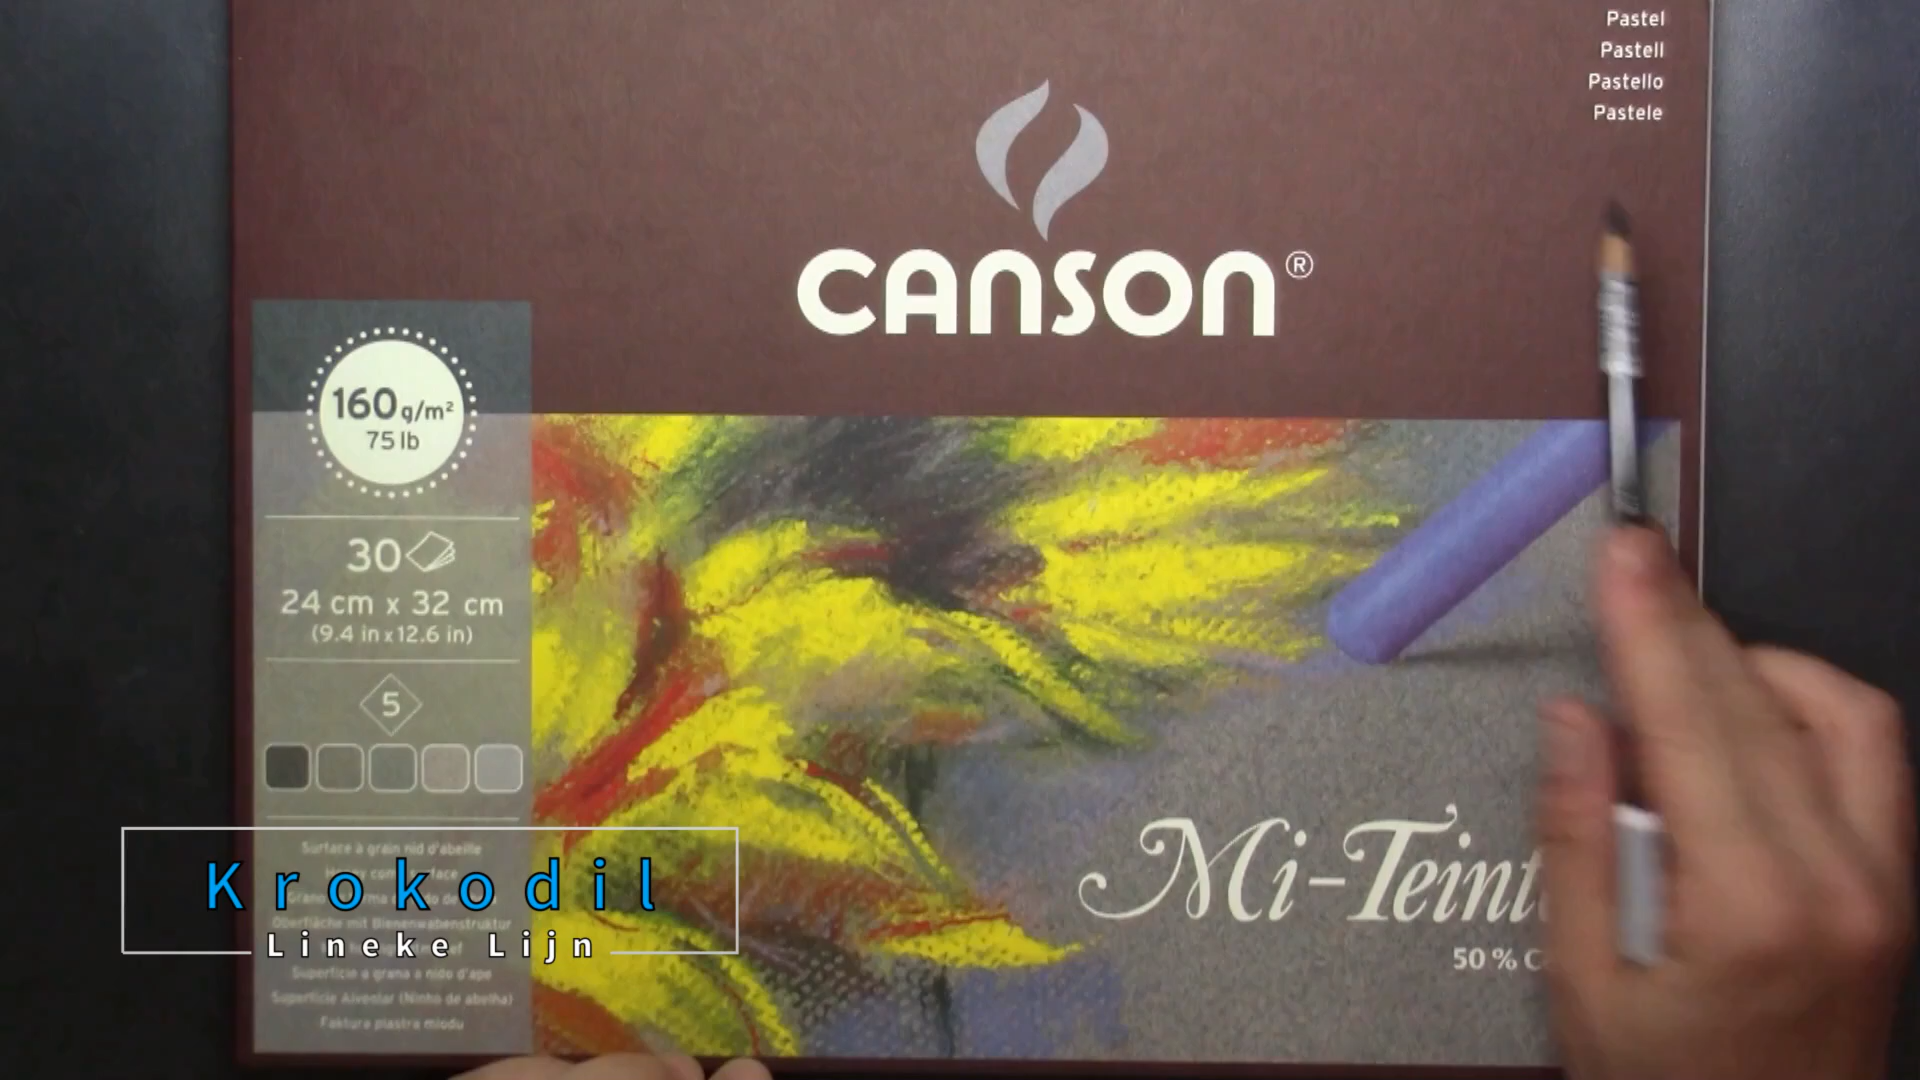 Pastel
Pastell
Pastello
Pastele
CANSON®
160 g/m²
75 lb
30
24 cm x 32 cm
(9.4 in x 12.6 in)
5
Surface à grain nid d'abeille
Krokodil
Oberfläche mit Bienenwabenstruktur
Lineke Lijn
Superficie a grana a nido d'ape
Superfície Alveolar (Ninho de abelha)
Faktura plastra miodu
Mi-Teint
50 %